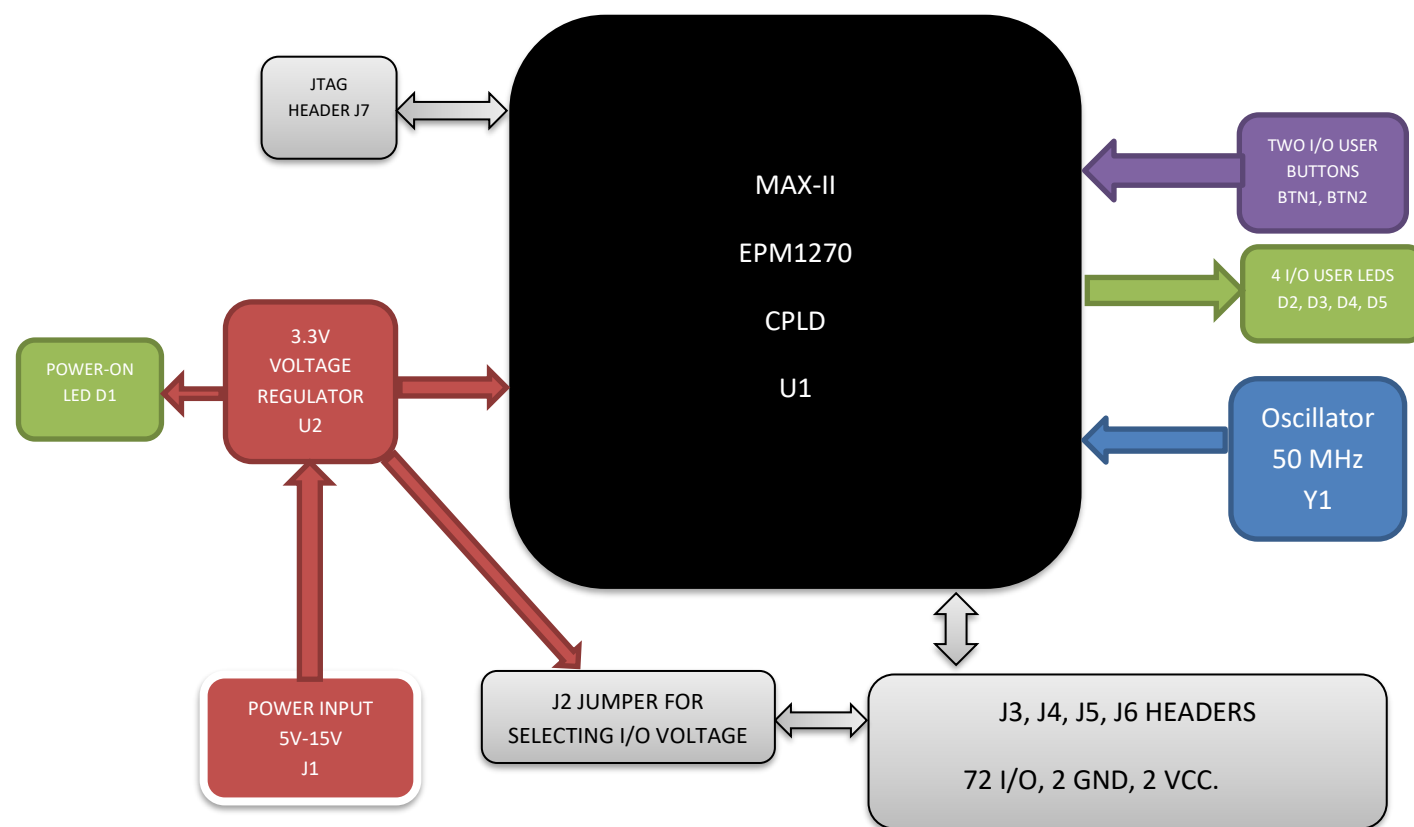 JTAG
HEADER J7
MAX-II
EPM1270
CPLD
U1
TWO I/O USER
BUTTONS
BTN1, BTN2
4 I/O USER LEDS
D2, D3, D4, D5
3.3V
VOLTAGE
REGULATOR
U2
POWER-ON
LED D1
Oscillator
50 MHz
Y1
POWER INPUT
5V-15V
J1
J2 JUMPER FOR
SELECTING I/O VOLTAGE
J3, J4, J5, J6 HEADERS
72 I/O, 2 GND, 2 VCC.